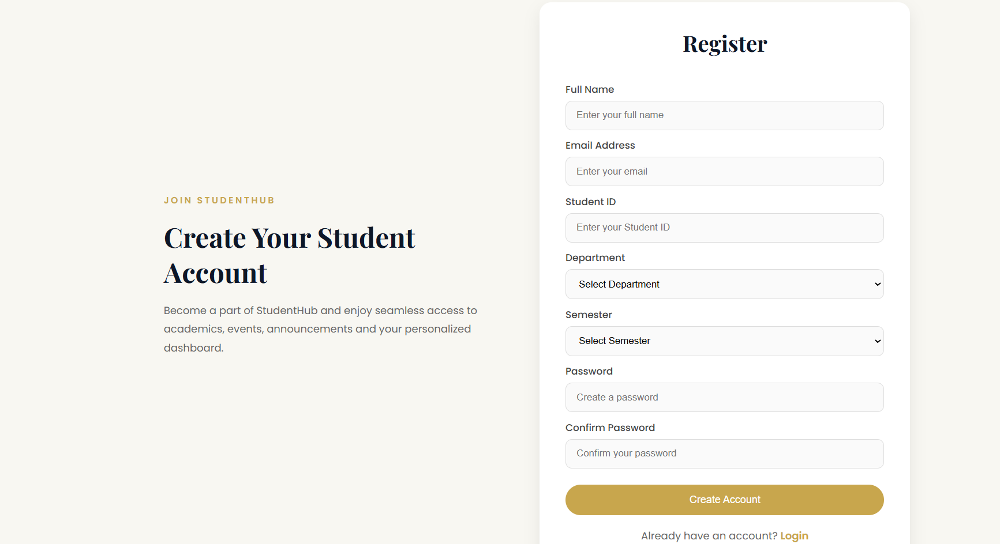 JOIN STUDENTHUB
Create Your Student
Account
Become a part of StudentHub and enjoy seamless access to
academics, events, announcements and your personalized
dashboard.
Register
Full Name
Enter your full name
Email Address
Enter your email
Student ID
Enter your Student ID
Department
Select Department
Semester
Select Semester
Password
Create a password
Confirm Password
Confirm your password
Create Account
Already have an account? Login